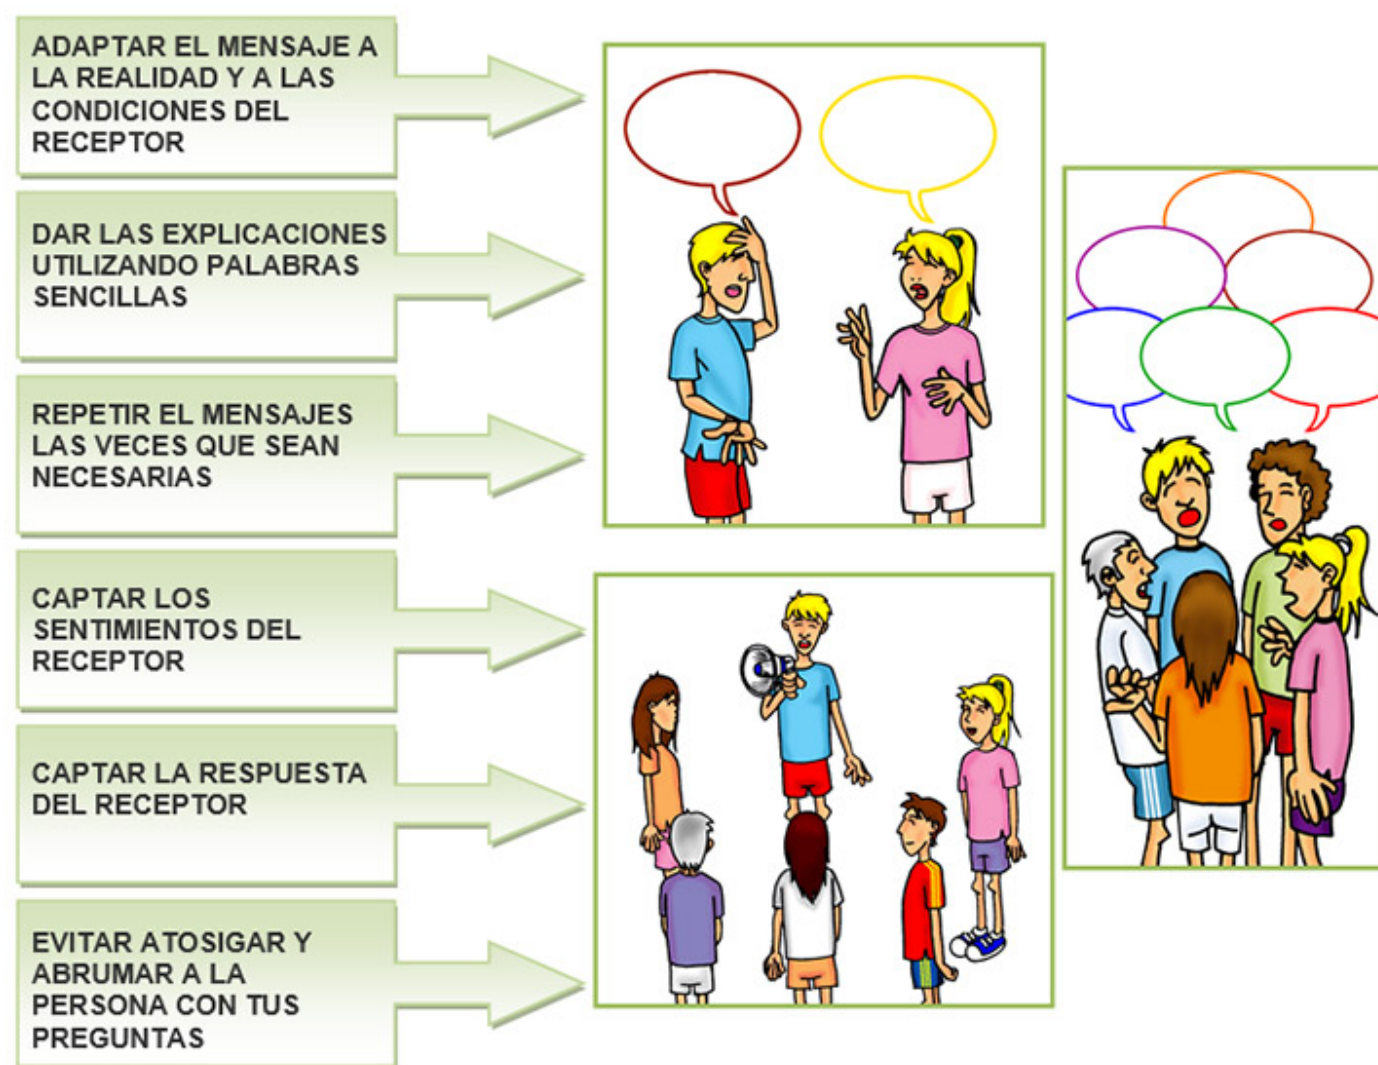 ADAPTAR EL MENSAJE A
LA REALIDAD Y A LAS
CONDICIONES DEL
RECEPTOR
DAR LAS EXPLICACIONES
UTILIZANDO PALABRAS
SENCILLAS
REPETIR EL MENSAJES
LAS VECES QUE SEAN
NECESARIAS
CAPTAR LOS
SENTIMIENTOS DEL
RECEPTOR
CAPTAR LA RESPUESTA
DEL RECEPTOR
EVITAR ATOSIGAR Y
ABRUMAR A LA
PERSONA CON TUS
PREGUNTAS